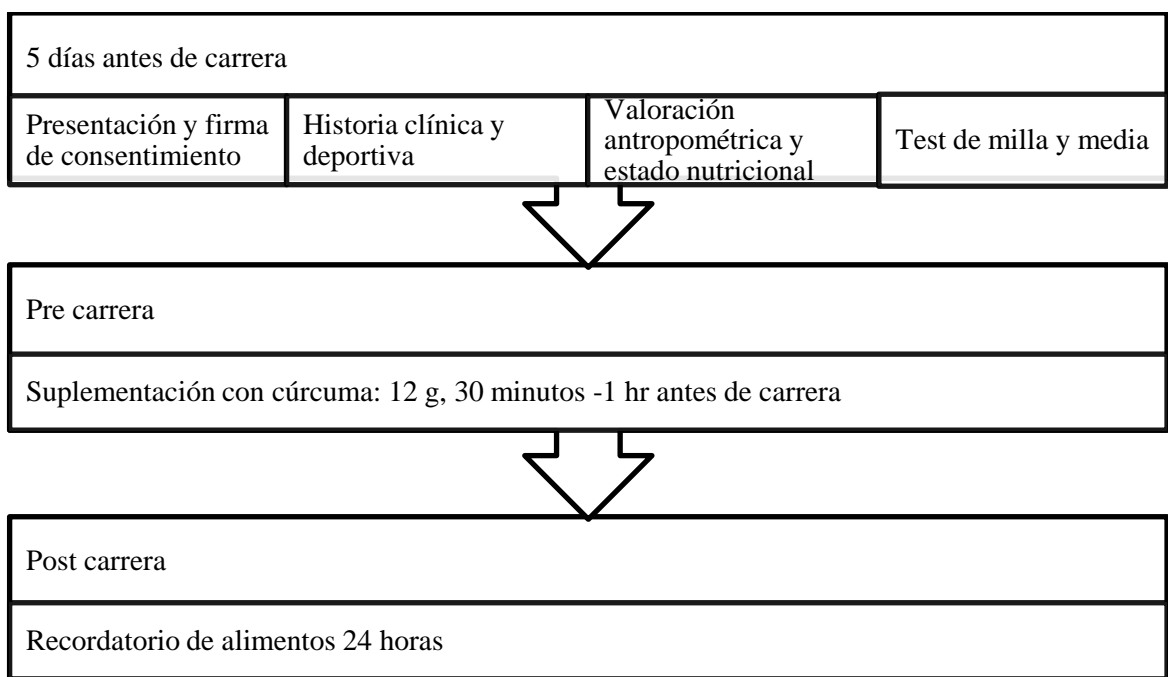 5 días antes de carrera
Presentación y firma
de consentimiento
Historia clínica y
deportiva
Valoración
antropométrica y
estado nutricional
Test de milla y media
Pre carrera
Suplementación con cúrcuma: 12 g, 30 minutos -1 hr antes de carrera
Post carrera
Recordatorio de alimentos 24 horas